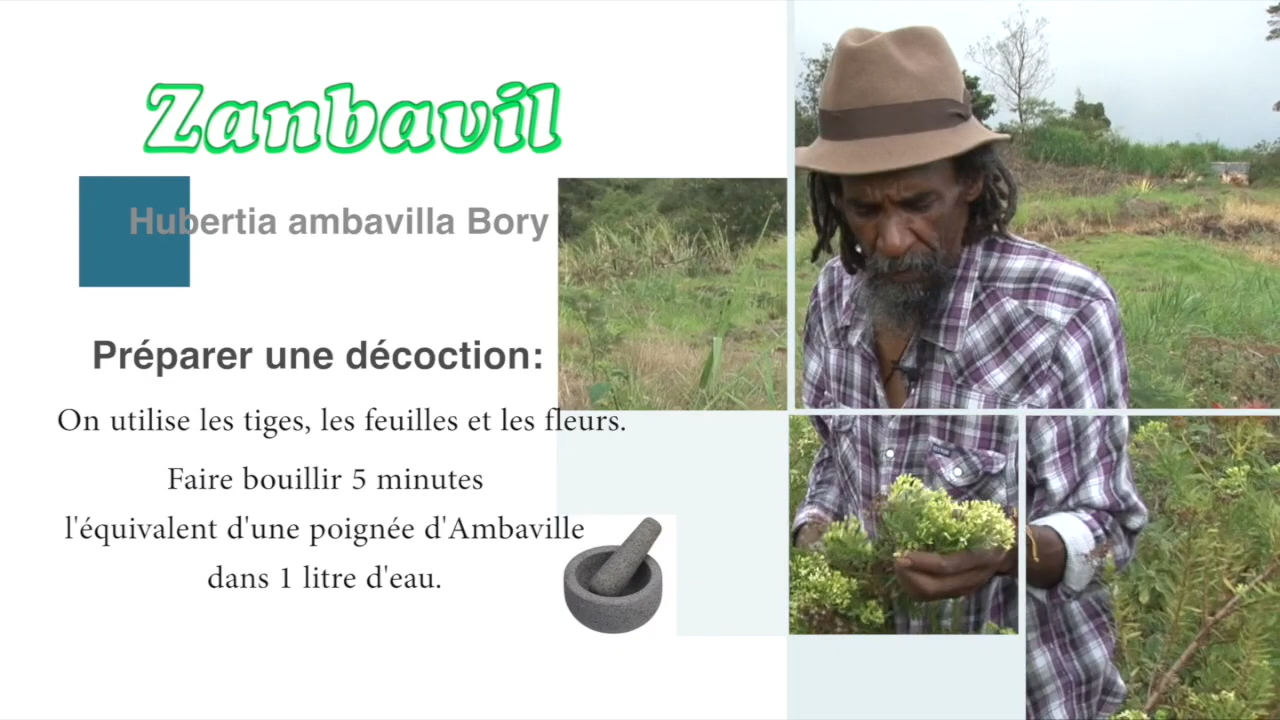 Zanbavil
Hubertia ambavilla Bory
Préparer une décoction:
On utilise les tiges, les feuilles et les fleurs.
Faire bouillir 5 minutes
l'équivalent d'une poignée d'Ambaville
dans 1 litre d'eau.